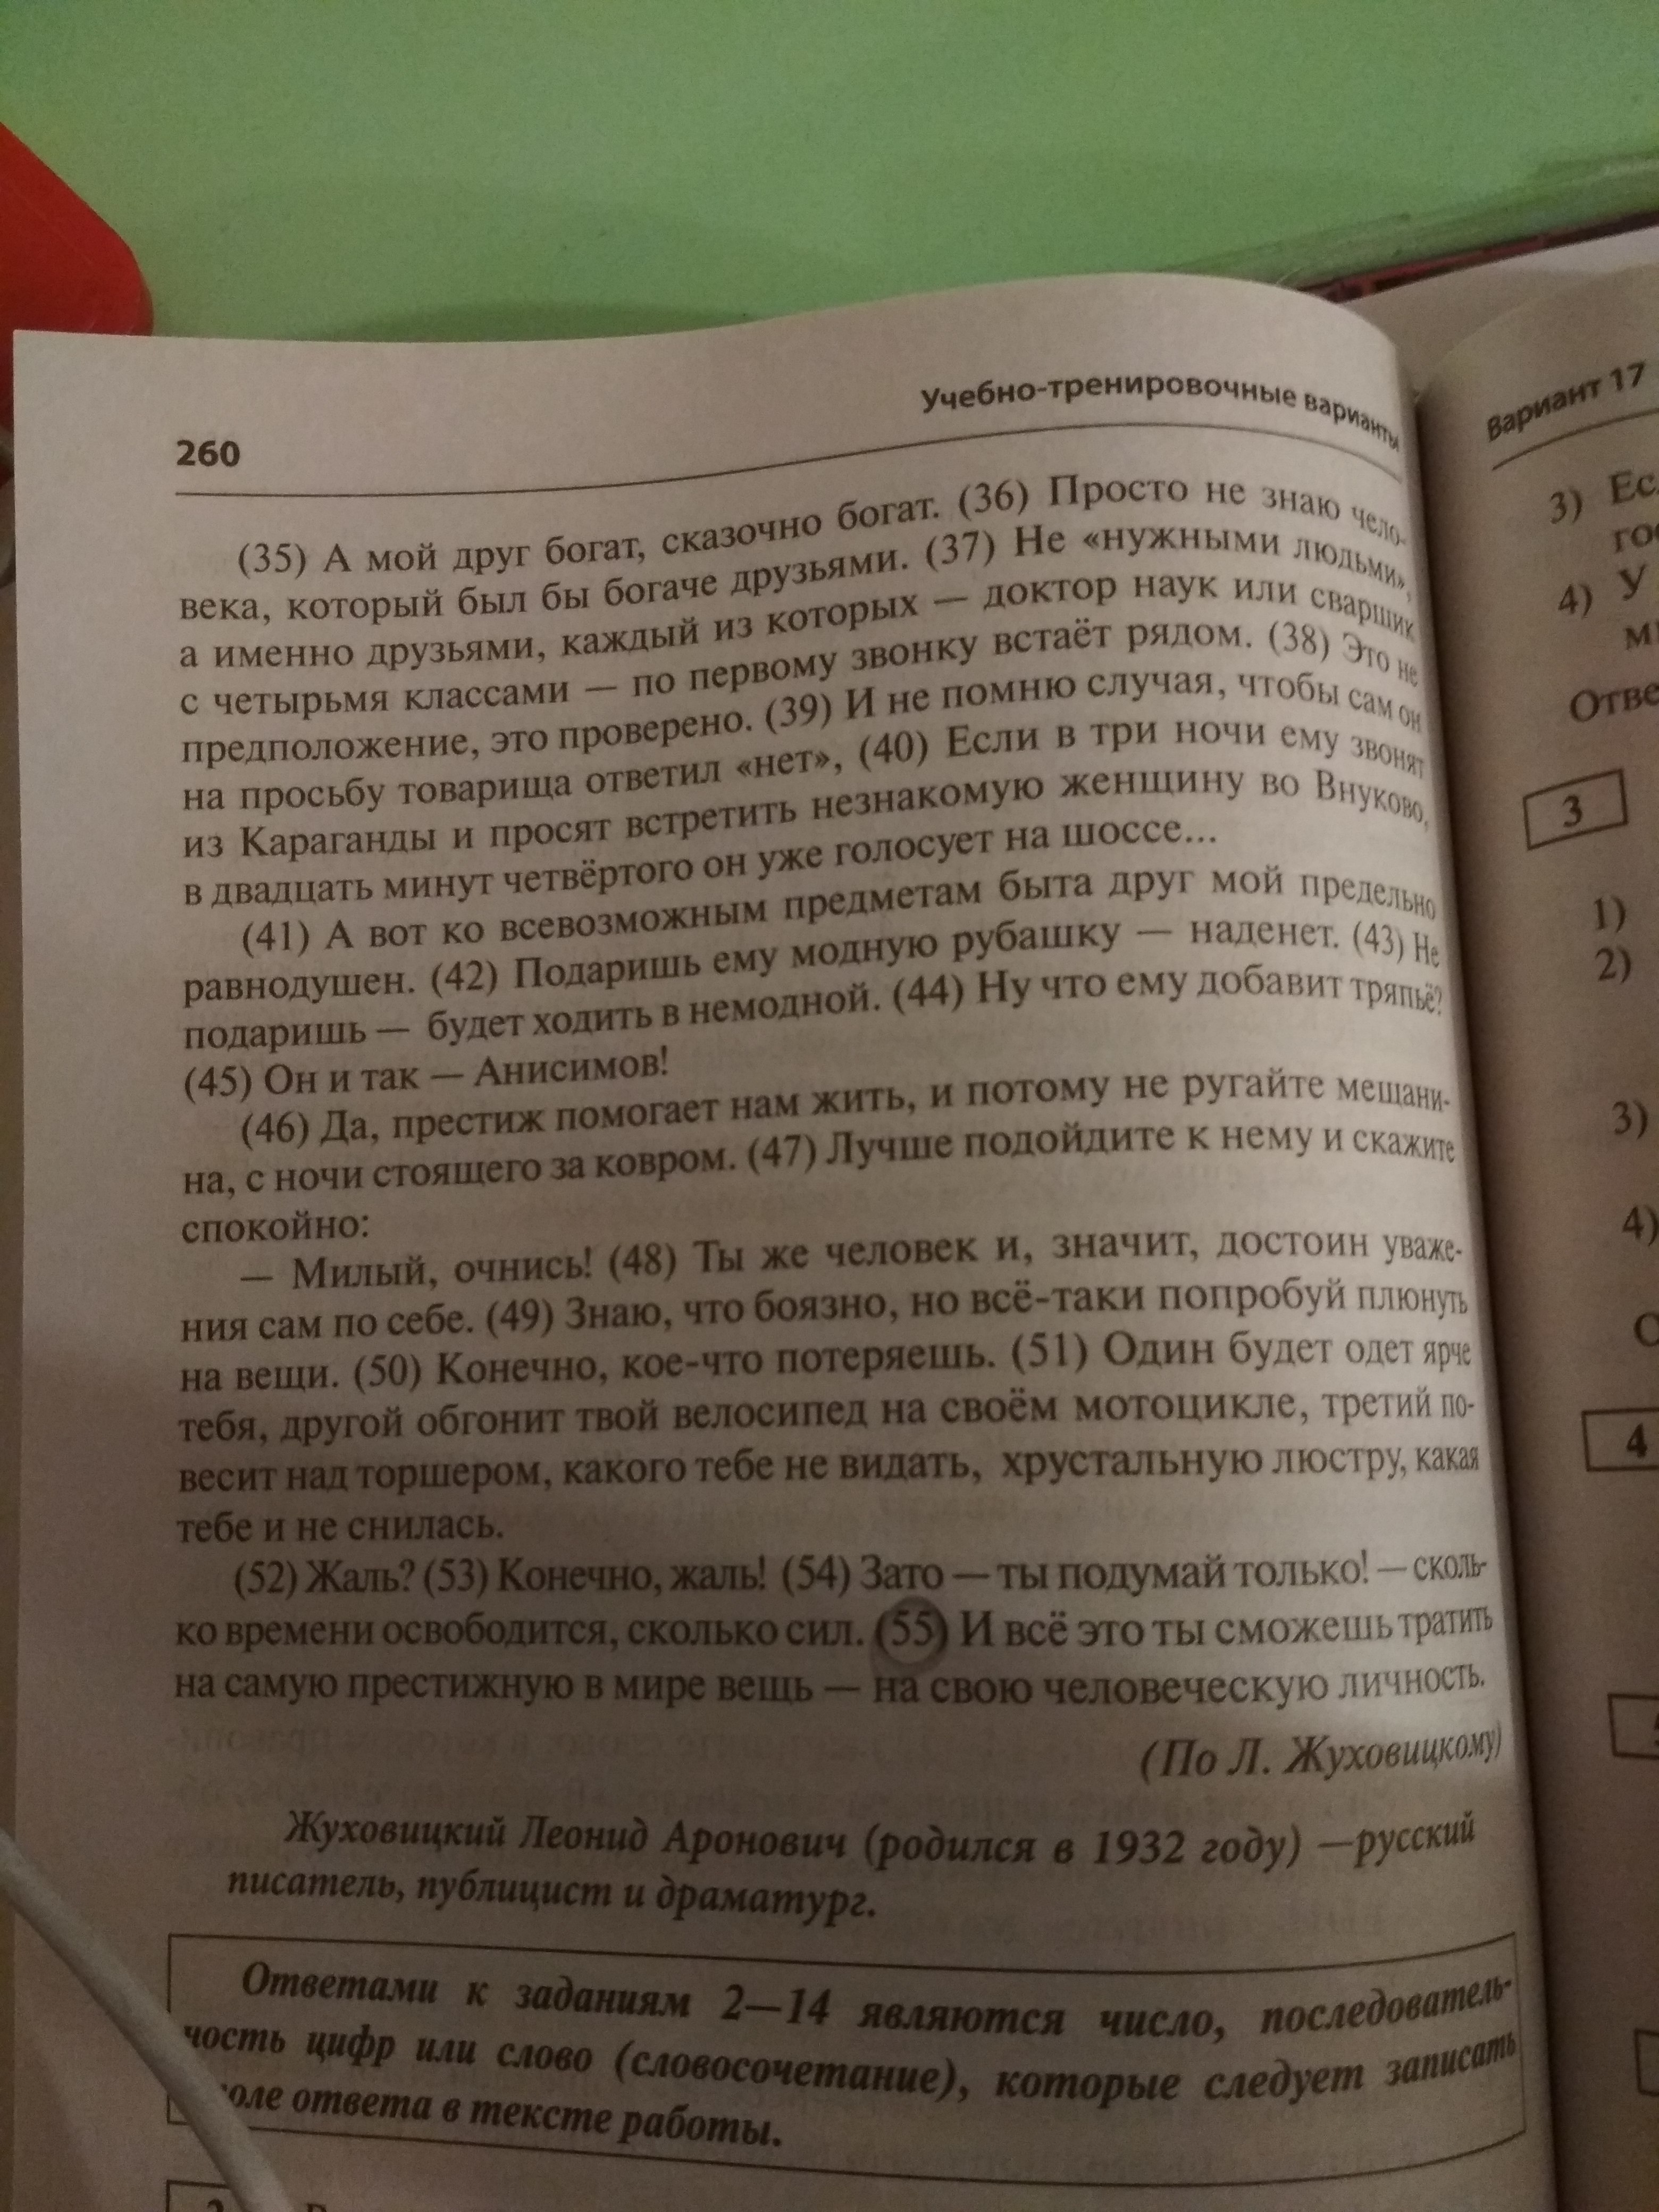 260
Учебно-тренировочные варианты
(35) А мой друг богат, сказочно богат. (36) Просто не знаю чело-
века, который был бы богаче друзьями. (37) Не «нужными людьми»,
а именно друзьями, каждый из которых — доктор наук или сварщик
с четырьмя классами — по первому звонку встаёт рядом. (38) Это не
предположение, это проверено. (39) И не помню случая, чтобы сам он
на просьбу товарища ответил «нет», (40) Если в три ночи ему звонят
из Караганды и просят встретить незнакомую женщину во Внуково,
в двадцать минут четвёртого он уже голосует на шоссе...
(41) А вот ко всевозможным предметам быта друг мой предельно
равнодушен. (42) Подаришь ему модную рубашку — наденет. (43) Не
подаришь — будет ходить в немодной. (44) Ну что ему добавит тряпьё?
(45) Он и так — Анисимов!
(46) Да, престиж помогает нам жить, и потому не ругайте мещани-
на, с ночи стоящего за ковром. (47) Лучше подойдите к нему и скажите
спокойно:
— Милый, очнись! (48) Ты же человек и, значит, достоин уваже-
ния сам по себе. (49) Знаю, что боязно, но всё-таки попробуй плюнуть
на вещи. (50) Конечно, кое-что потеряешь. (51) Один будет одет ярче
тебя, другой обгонит твой велосипед на своём мотоцикле, третий по-
весит над торшером, какого тебе не видать, хрустальную люстру, какая
тебе и не снилась.
(52) Жаль? (53) Конечно, жаль! (54) Зато — ты подумай только! — сколь-
ко времени освободится, сколько сил. (55) И всё это ты сможешь тратить
на самую престижную в мире вещь — на свою человеческую личность.
(По Л. Жуховицкому)
Жуховицкий Леонид Аронович (родился в 1932 году) —русский
писатель, публицист и драматург.
Ответами к заданиям 2—14 являются число, последователь-
ность цифр или слово (словосочетание), которые следует записать
поле ответа в тексте работы.
Вариант 17
3)
4) У
3
1)
2)
3)
4)
4